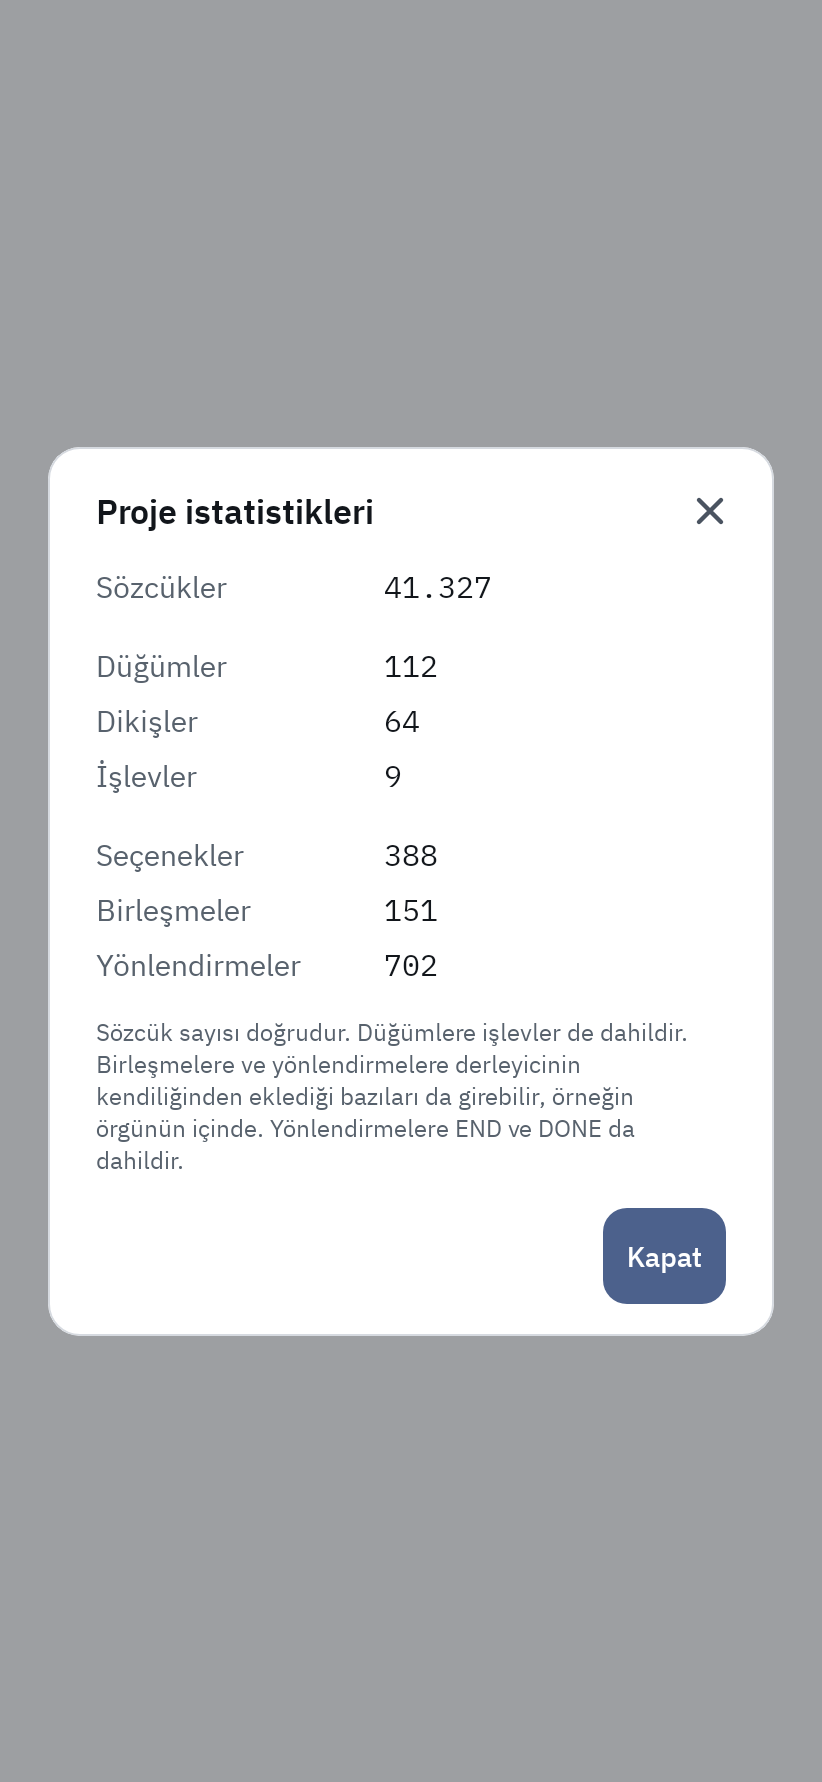 Proje istatistikleri
Sözcükler 41.327
Düğümler 112
Dikişler 64
İşlevler 9
Seçenekler 388
Birleşmeler 151
Yönlendirmeler 702
Sözcük sayısı doğrudur. Düğümlere işlevler de dahildir.
Birleşmelere ve yönlendirmelere derleyicinin
kendiliğinden eklediği bazıları da girebilir, örneğin
örgünün içinde. Yönlendirmelere END ve DONE da
dahildir.
Kapat